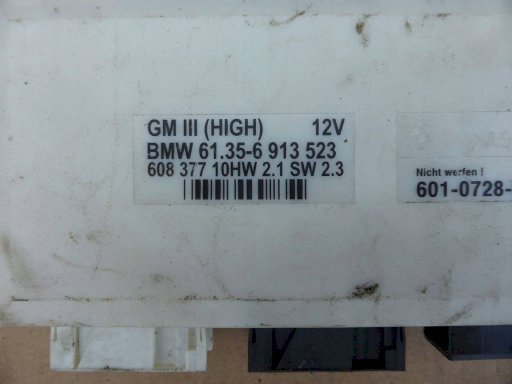 GM III (HIGH) 12V
BMW 61.35-6 913 523
608 377 10HW 2.1 SW 2.3
Nicht werfen !
601-0728-